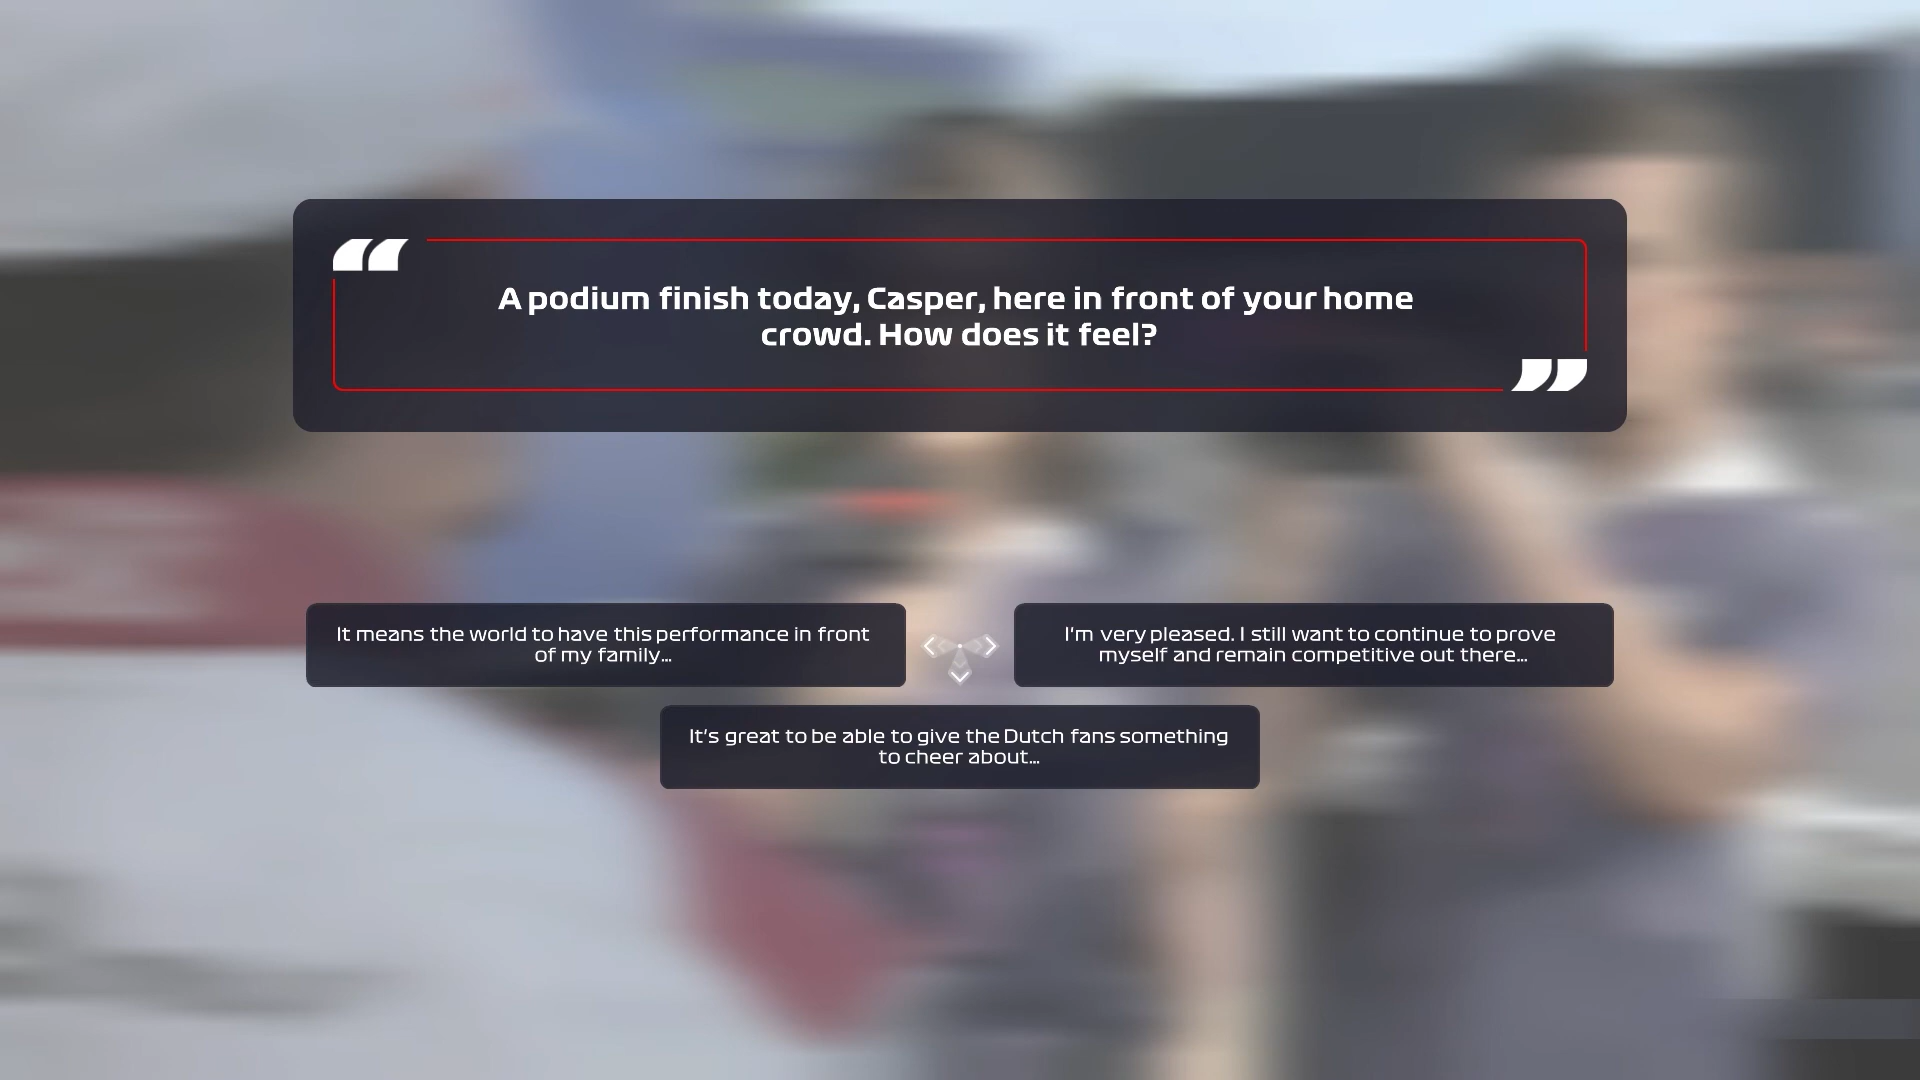 A podium finish today, Casper, here in front of your home
crowd. How does it feel?
It means the world to have this performance in front
of my family...
I'm very pleased. I still want to continue to prove
myself and remain competitive out there...
It's great to be able to give the Dutch fans something
to cheer about...